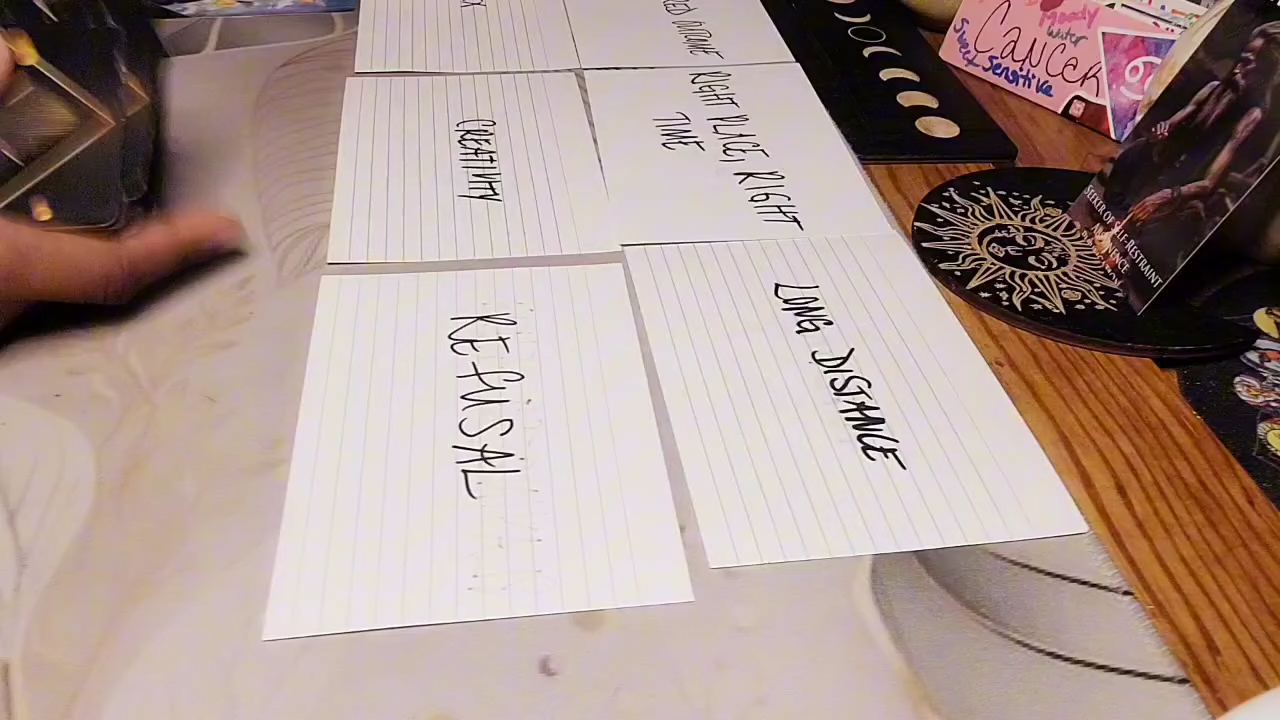 CREATIVITY
RIGHT PLACE, RIGHT
TIME
REFUSAL
LONG DISTANCE
Moody
Water
Cancer
Sweet Sensitive
SEEKER OF SELF-RESTRAINT